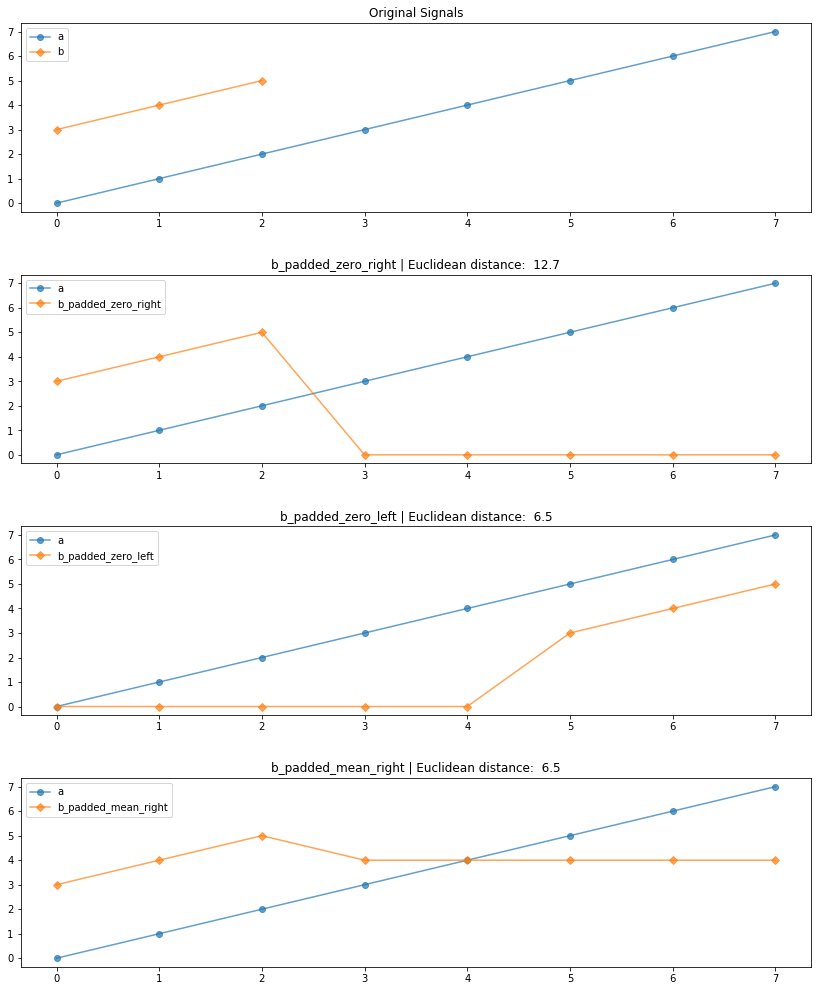 Original Signals
a
b
7
6
5
4
3
2
1
0
0 1 2 3 4 5 6 7
b_padded_zero_right | Euclidean distance:  12.7
a
b_padded_zero_right
7
6
5
4
3
2
1
0
0 1 2 3 4 5 6 7
b_padded_zero_left | Euclidean distance:  6.5
a
b_padded_zero_left
7
6
5
4
3
2
1
0
0 1 2 3 4 5 6 7
b_padded_mean_right | Euclidean distance:  6.5
a
b_padded_mean_right
7
6
5
4
3
2
1
0
0 1 2 3 4 5 6 7